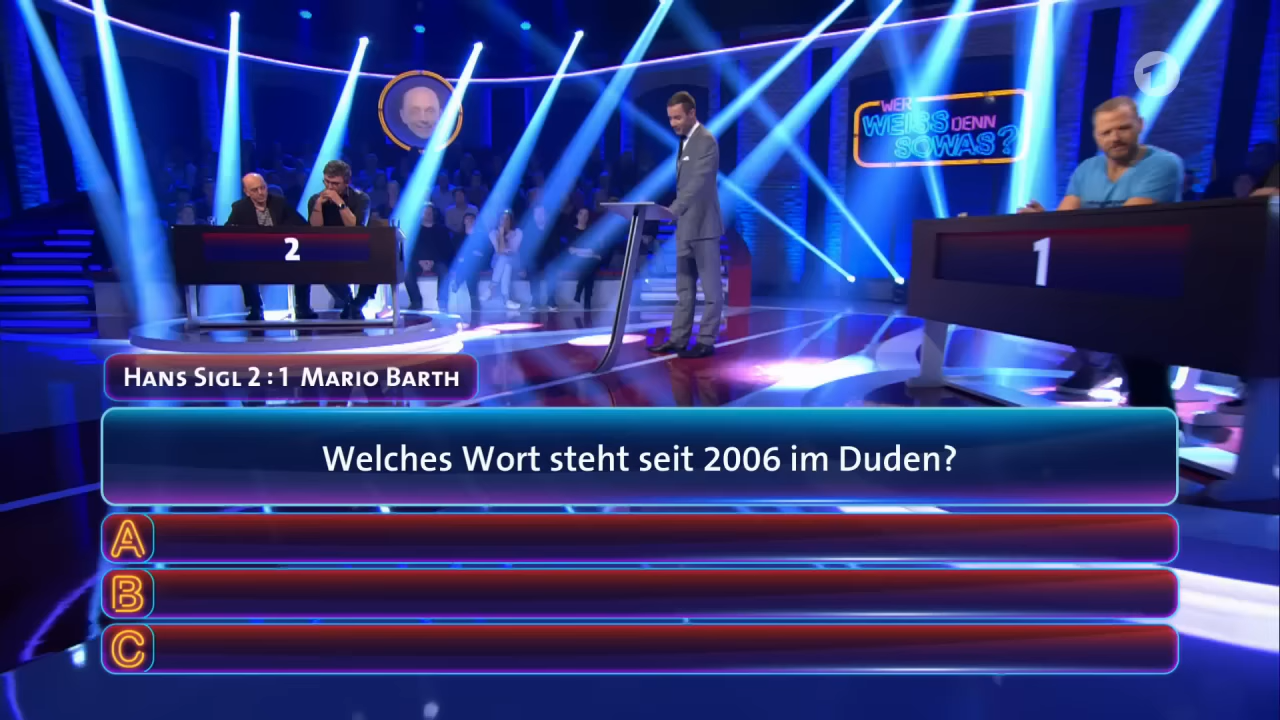 1
WER
WEISS DENN
SOWAS?
2
1
HANS SIGL 2:1 MARIO BARTH
Welches Wort steht seit 2006 im Duden?
A
B
C